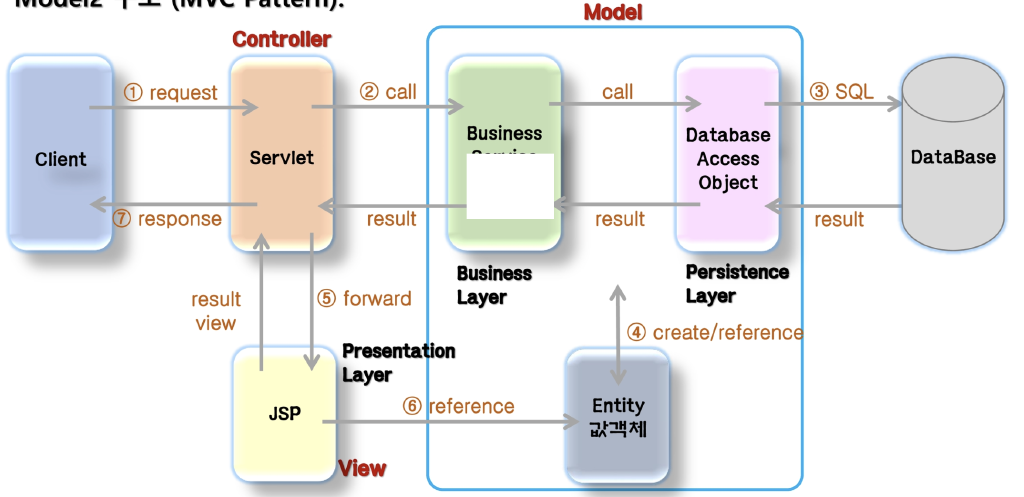 Model2 구조 (MVC Pattern).
Model
Controller
① request
② call
call
③ SQL
Client
Servlet
Business
Database
Access
Object
DataBase
⑦ response
result
result
result
Business
Layer
Persistence
Layer
result
view
⑤ forward
④ create/reference
Presentation
Layer
JSP
⑥ reference
Entity
값객체
View